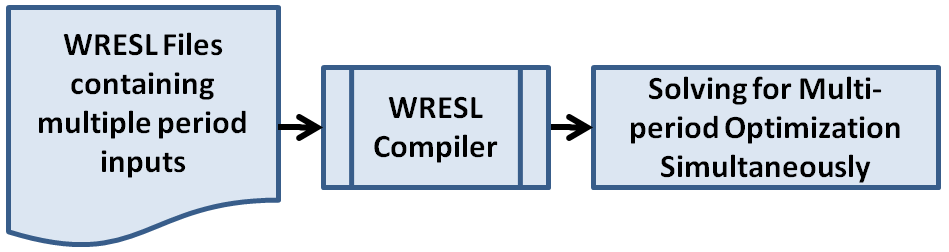 WRESL Files
containing
multiple period
inputs
WRESL
Compiler
Solving for Multi-
period Optimization
Simultaneously